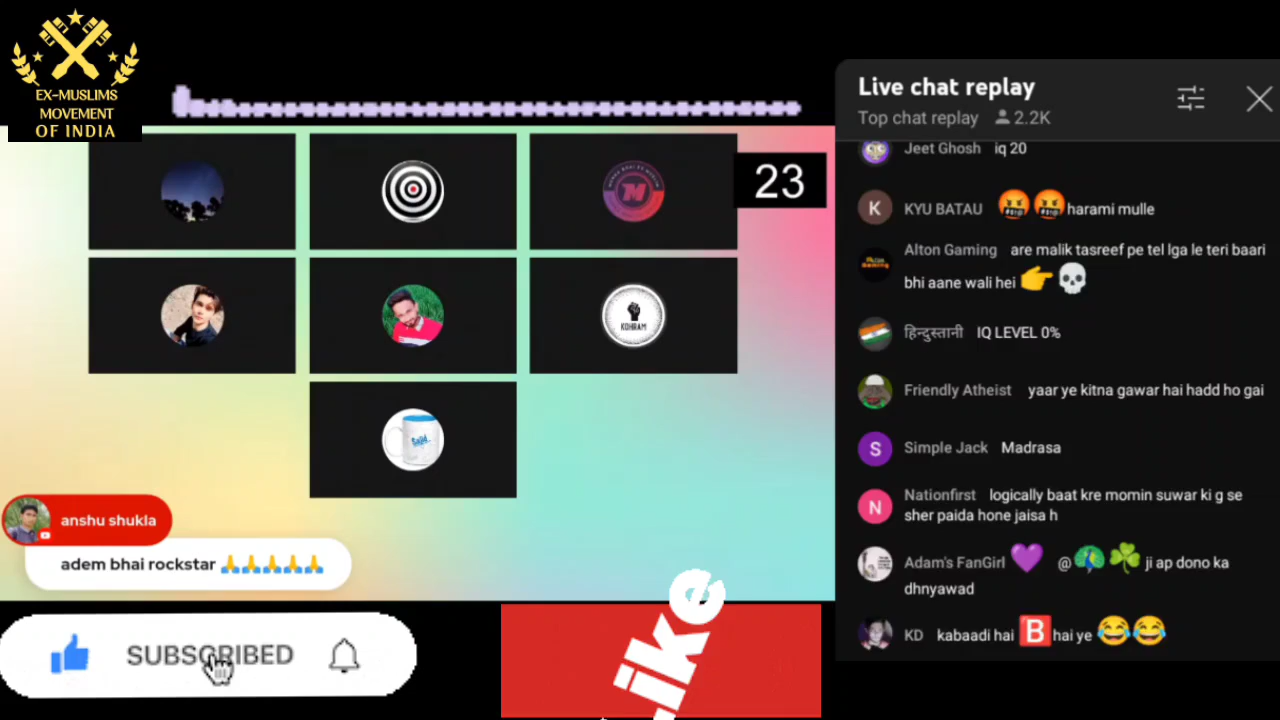 EX-MUSLIMS
MOVEMENT
OF INDIA
23
KOHRAM
anshu shukla
adem bhai rockstar 🙏🙏🙏🙏🙏
SUBSCRIBED
ike
Live chat replay
Top chat replay 2.2K
Jeet Ghosh iq 20
K
KYU BATAU 🤬🤬harami mulle
Alton Gaming are malik tasreef pe tel lga le teri baari
bhi aane wali hei 👉💀
हिन्दुस्तानी IQ LEVEL 0%
Friendly Atheist yaar ye kitna gawar hai hadd ho gai
S
Simple Jack Madrasa
N
Nationfirst logically baat kre momin suwar ki g se
sher paida hone jaisa h
Adam's FanGirl 💜 @🦚☘️ ji ap dono ka
dhnyawad
KD kabaadi hai 🅱️ hai ye 😂😂